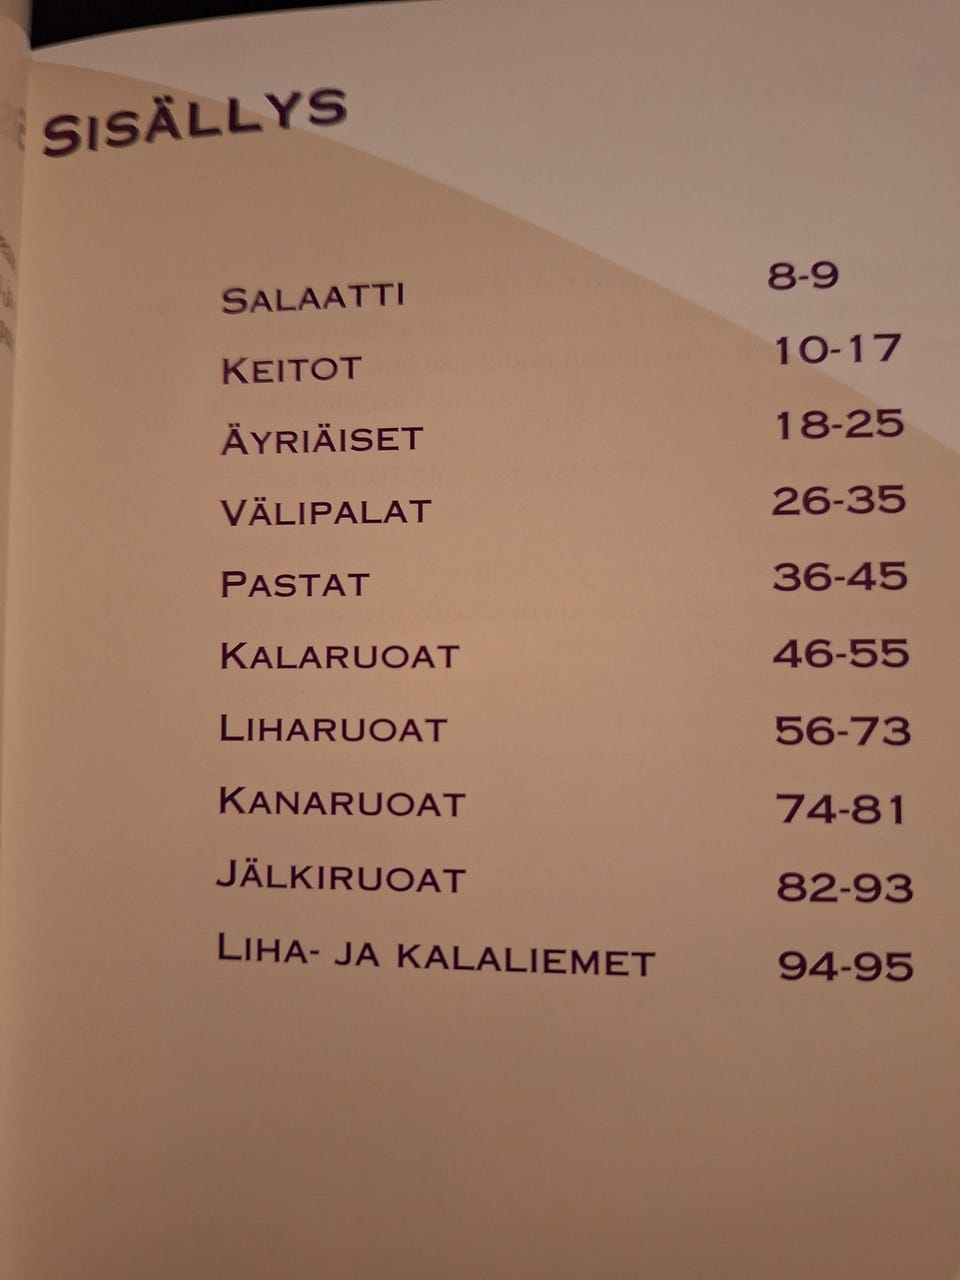 SISÄLLYS
SALAATTI 8-9
KEITOT 10-17
ÄYRIÄISET 18-25
VÄLIPALAT 26-35
PASTAT 36-45
KALARUOAT 46-55
LIHARUOAT 56-73
KANARUOAT 74-81
JÄLKIRUOAT 82-93
LIHA- JA KALALIEMET 94-95